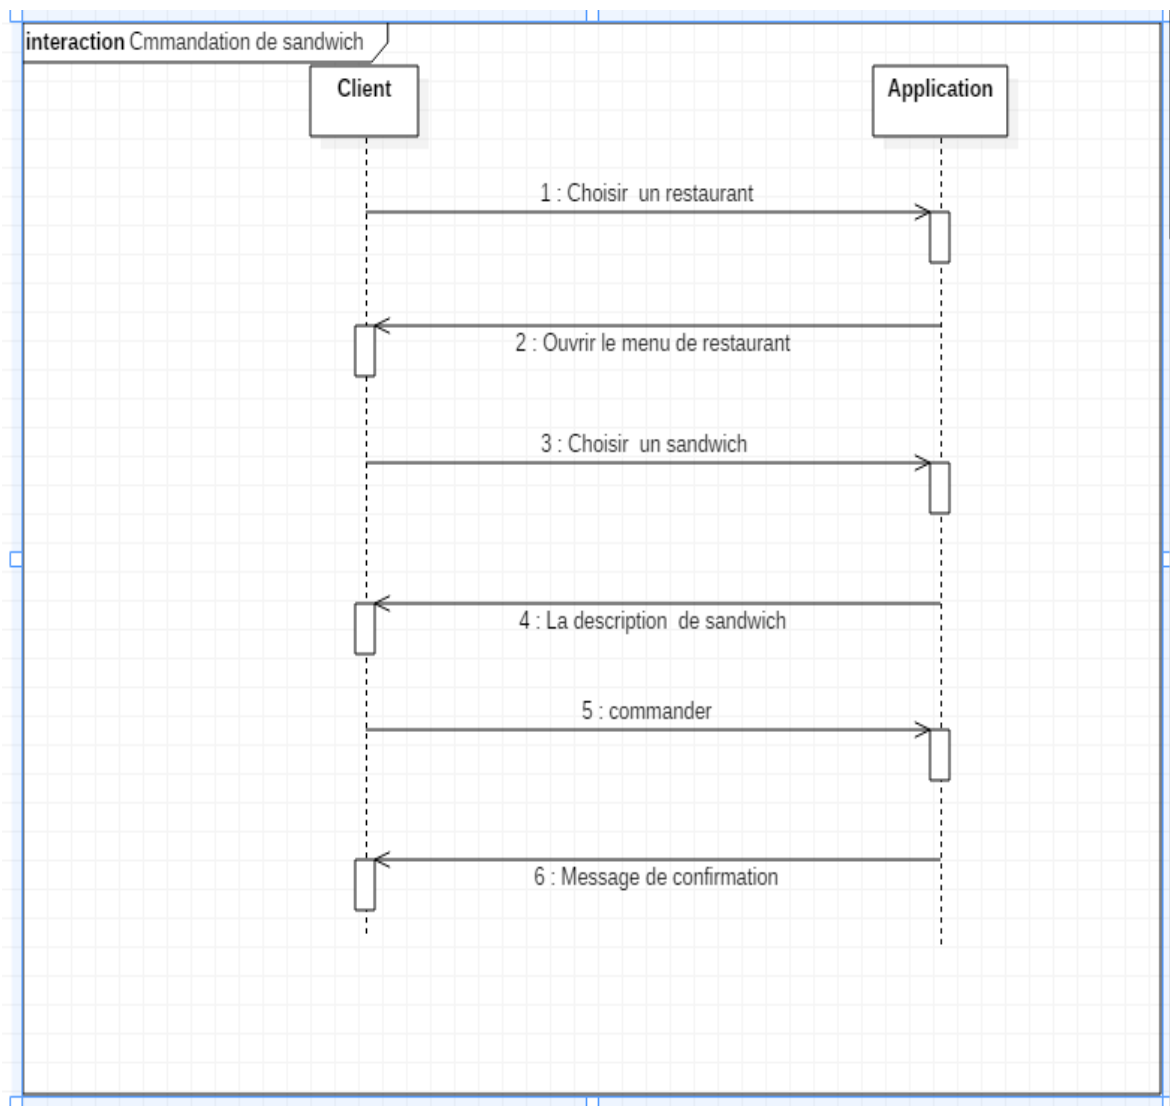 interaction Cmmandation de sandwich
Client
Application
1 : Choisir  un restaurant
2 : Ouvrir le menu de restaurant
3 : Choisir  un sandwich
4 : La description  de sandwich
5 : commander
6 : Message de confirmation